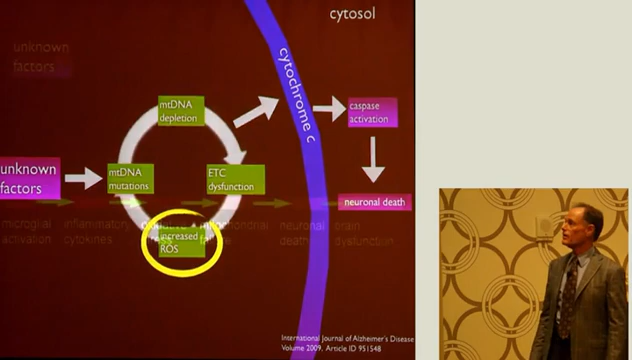 cytosol
unknown
factors
cytochrome c
mtDNA
depletion
caspase
activation
unknown
factors
mtDNA
mutations
ETC
dysfunction
neuronal death
microglial
activation
inflammatory
cytokines
neuronal
death
brain
dysfunction
increased
ROS
International Journal of Alzheimer's Disease
Volume 2009, Article ID 951548